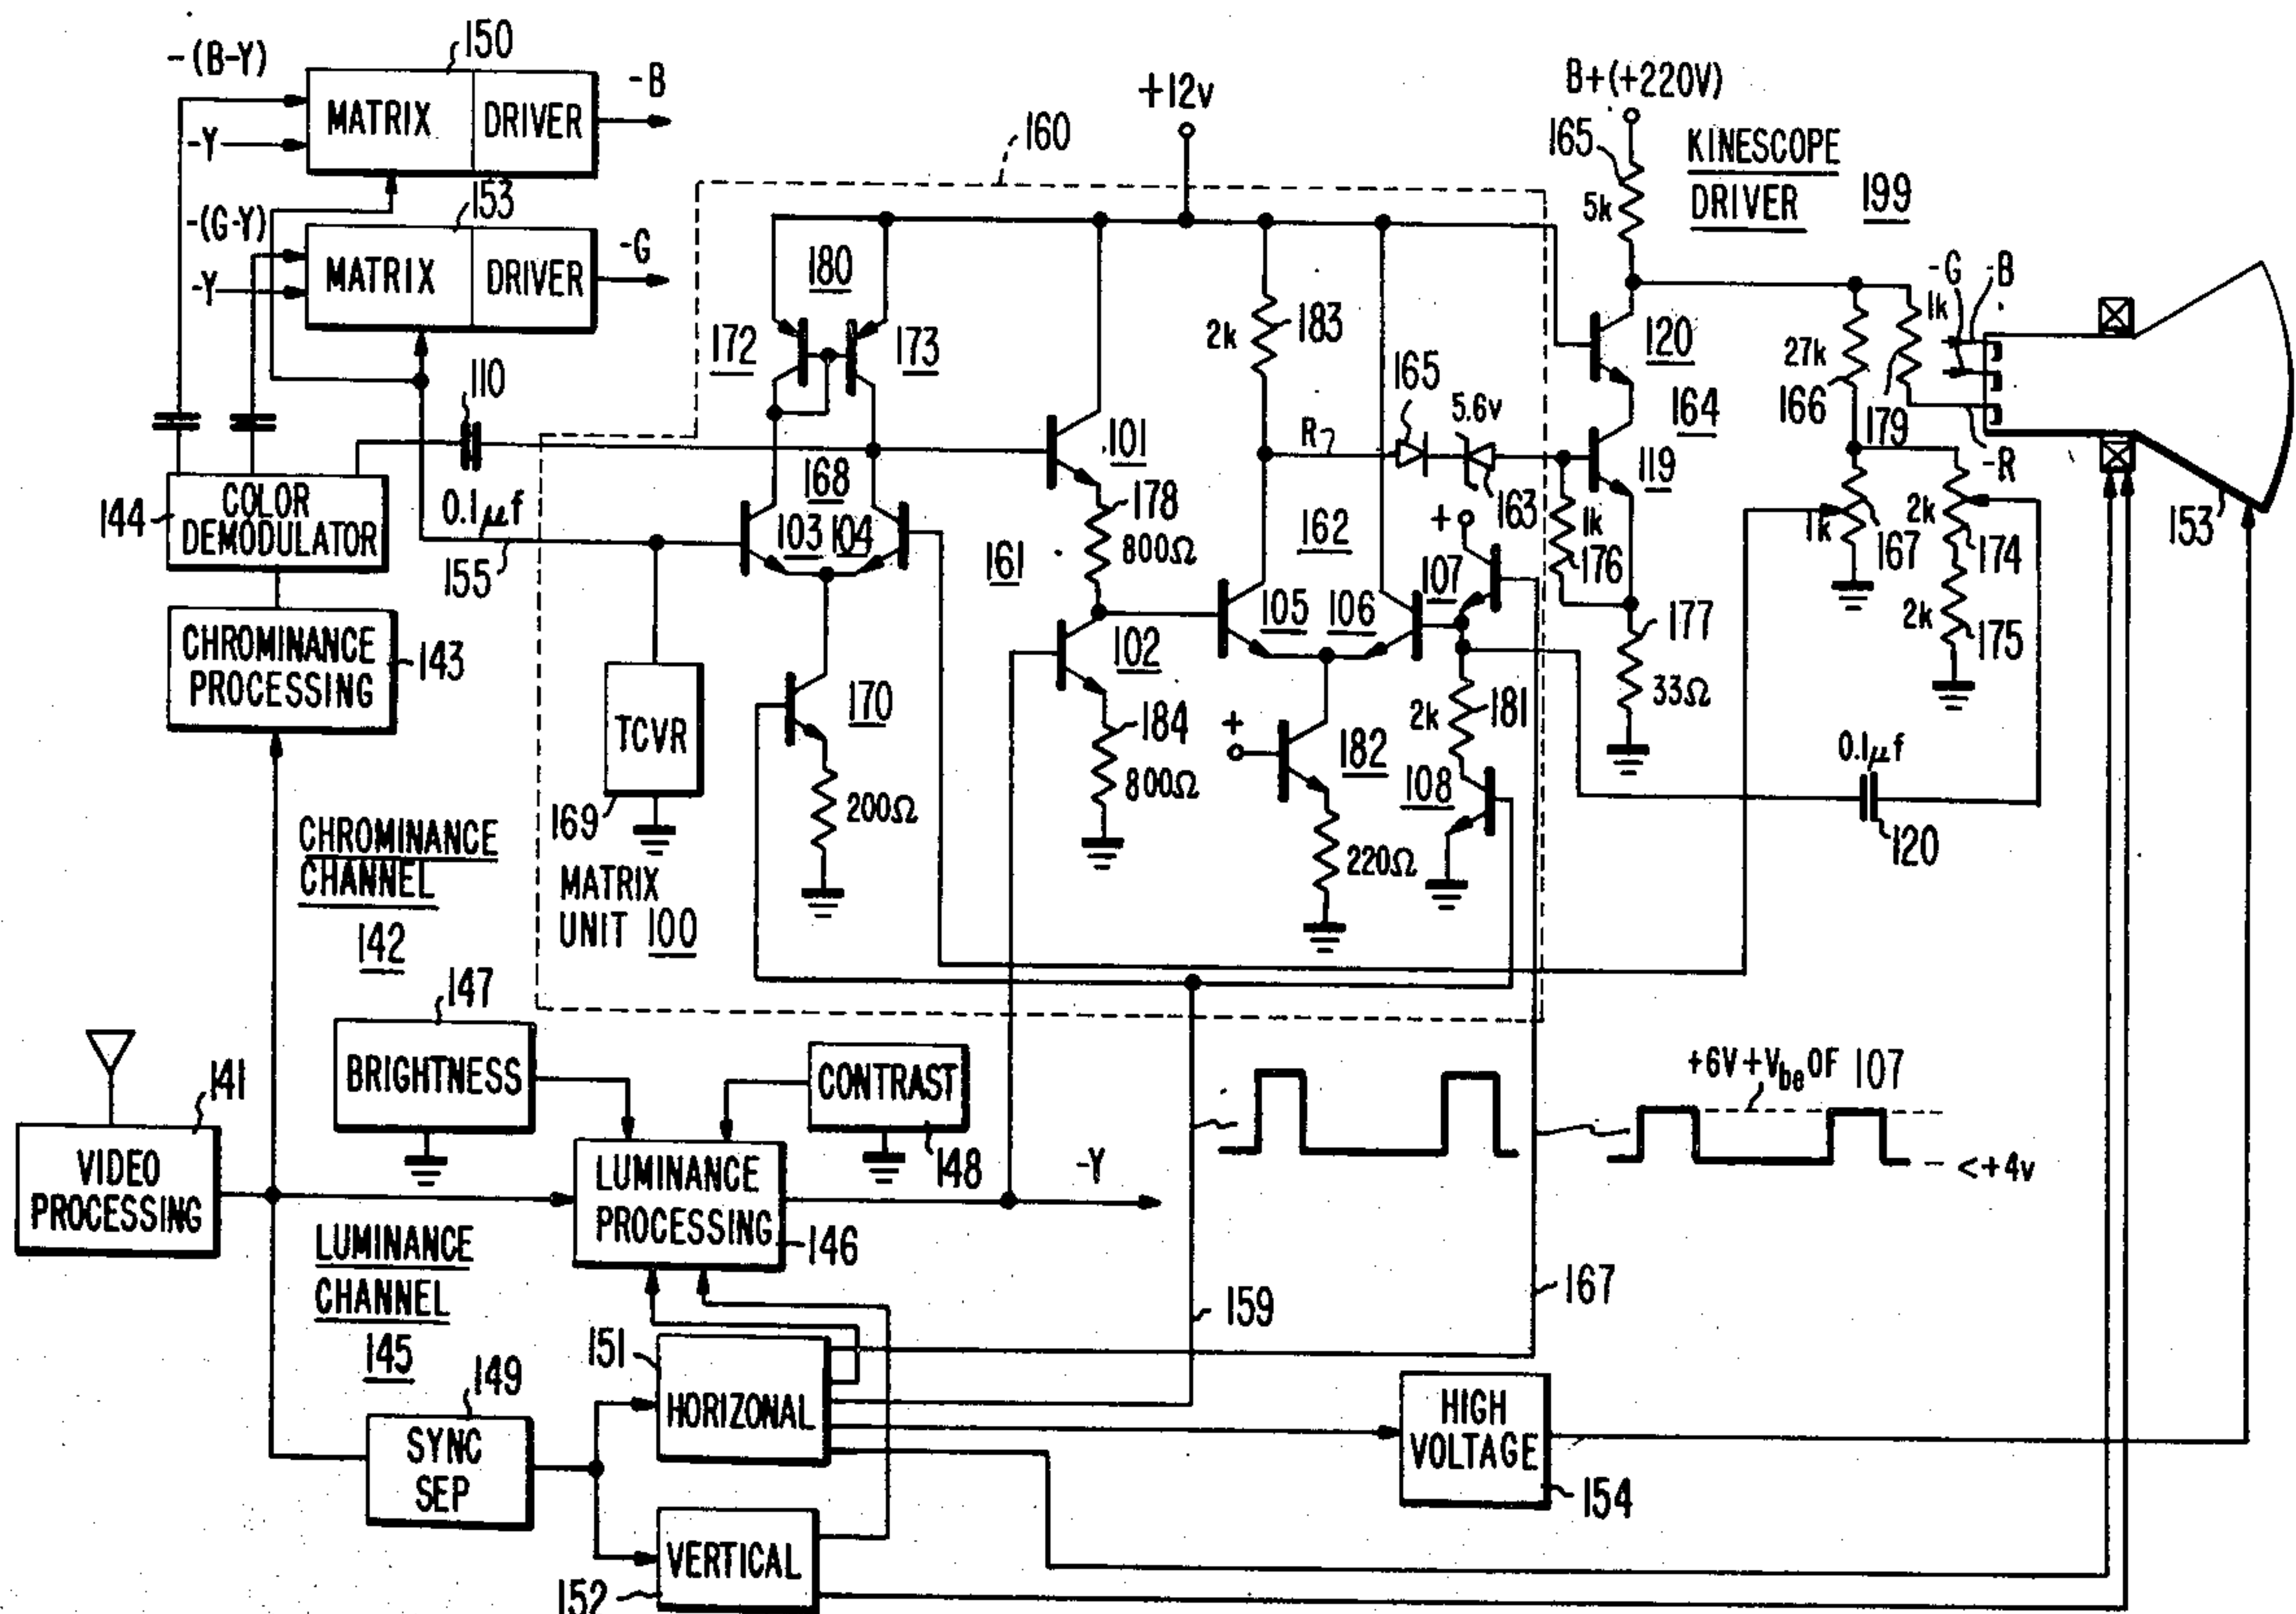 -(B-Y)
150
-B
-Y
MATRIX
DRIVER
-(G-Y)
153
-G
-Y
MATRIX
DRIVER
110
144
COLOR
DEMODULATOR
0.1μf
155
CHROMINANCE
PROCESSING
143
CHROMINANCE
CHANNEL
142
160
+12v
180
172
173
168
103
104
170
200Ω
TCVR
169
MATRIX
UNIT 100
101
178
800Ω
161
102
184
800Ω
2k
183
R
165
5.6v
163
162
105
106
107
+
+
182
220Ω
2k
181
108
B+(+220V)
165
5k
KINESCOPE
DRIVER
199
120
164
119
1k
176
177
33Ω
27k
166
1k
179
-G
-B
-R
1k
167
2k
174
2k
175
153
0.1μf
120
147
BRIGHTNESS
CONTRAST
148
141
VIDEO
PROCESSING
LUMINANCE
PROCESSING
146
-Y
LUMINANCE
CHANNEL
145
149
SYNC
SEP
151
HORIZONAL
VERTICAL
152
159
167
+6V+Vbe OF 107
- <+4v
HIGH
VOLTAGE
154